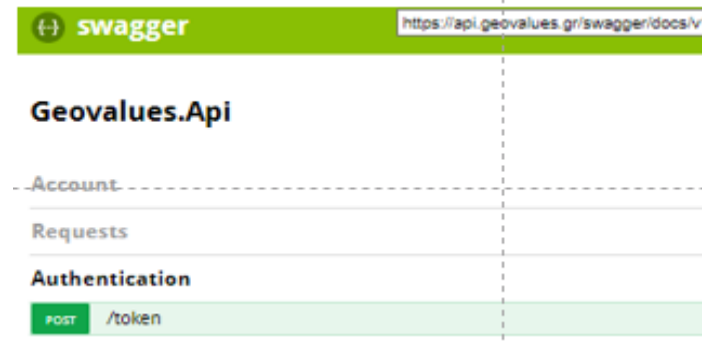 {···} swagger https://api.geovalues.gr/swagger/docs/v
Geovalues.Api
Account
Requests
Authentication
POST /token